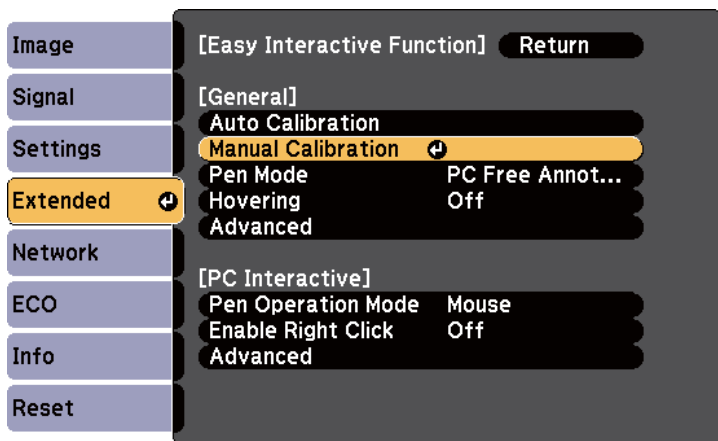 Image
Signal
Settings
Extended
Network
ECO
Info
Reset
[Easy Interactive Function] Return
[General]
Auto Calibration
Manual Calibration
Pen Mode PC Free Annot...
Hovering Off
Advanced
[PC Interactive]
Pen Operation Mode Mouse
Enable Right Click Off
Advanced